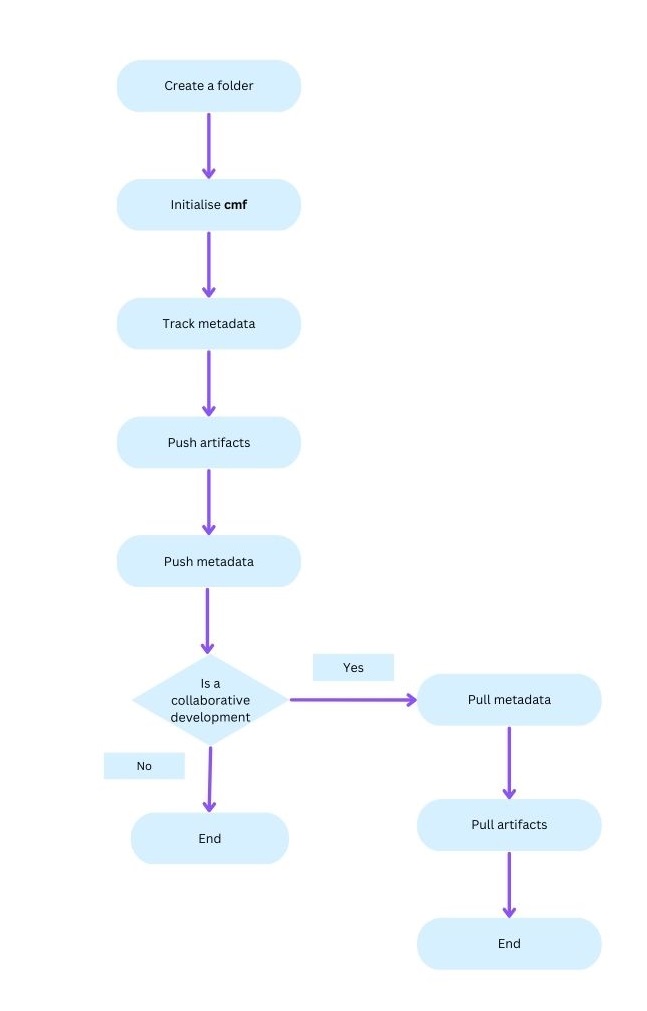 Create a folder
Initialise cmf
Track metadata
Push artifacts
Push metadata
Is a
collaborative
development
Yes
Pull metadata
No
Pull artifacts
End
End